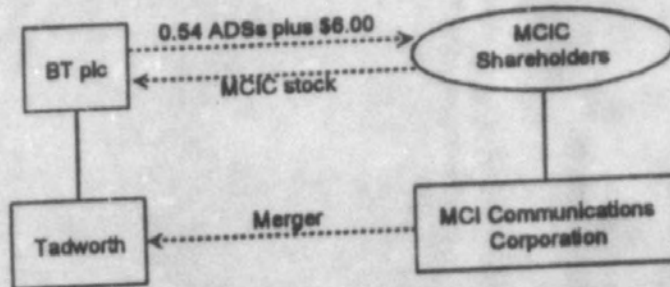 0.54 ADSs plus $6.00
BT plc
MCIC
Shareholders
MCIC stock
Tadworth
Merger
MCI Communications
Corporation